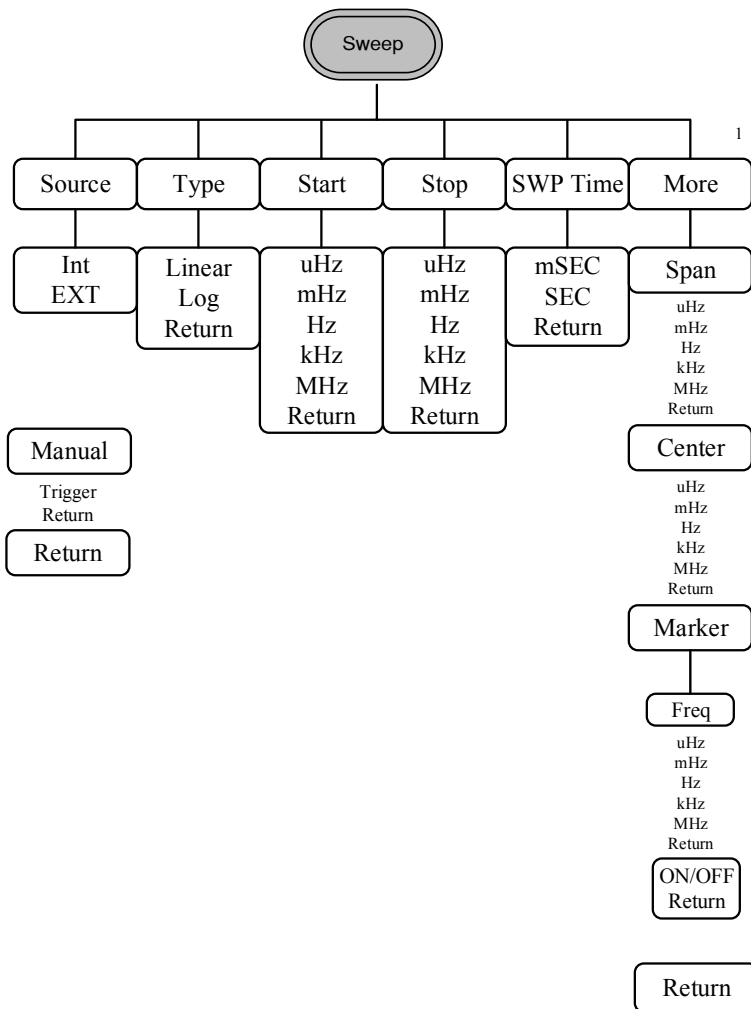 Sweep
1
Source
Type
Start
Stop
SWP Time
More
Int
EXT
Linear
Log
Return
uHz
mHz
Hz
kHz
MHz
Return
uHz
mHz
Hz
kHz
MHz
Return
mSEC
SEC
Return
Span
uHz
mHz
Hz
kHz
MHz
Return
Manual
Trigger
Return
Return
Center
uHz
mHz
Hz
kHz
MHz
Return
Marker
Freq
uHz
mHz
Hz
kHz
MHz
Return
ON/OFF
Return
Return